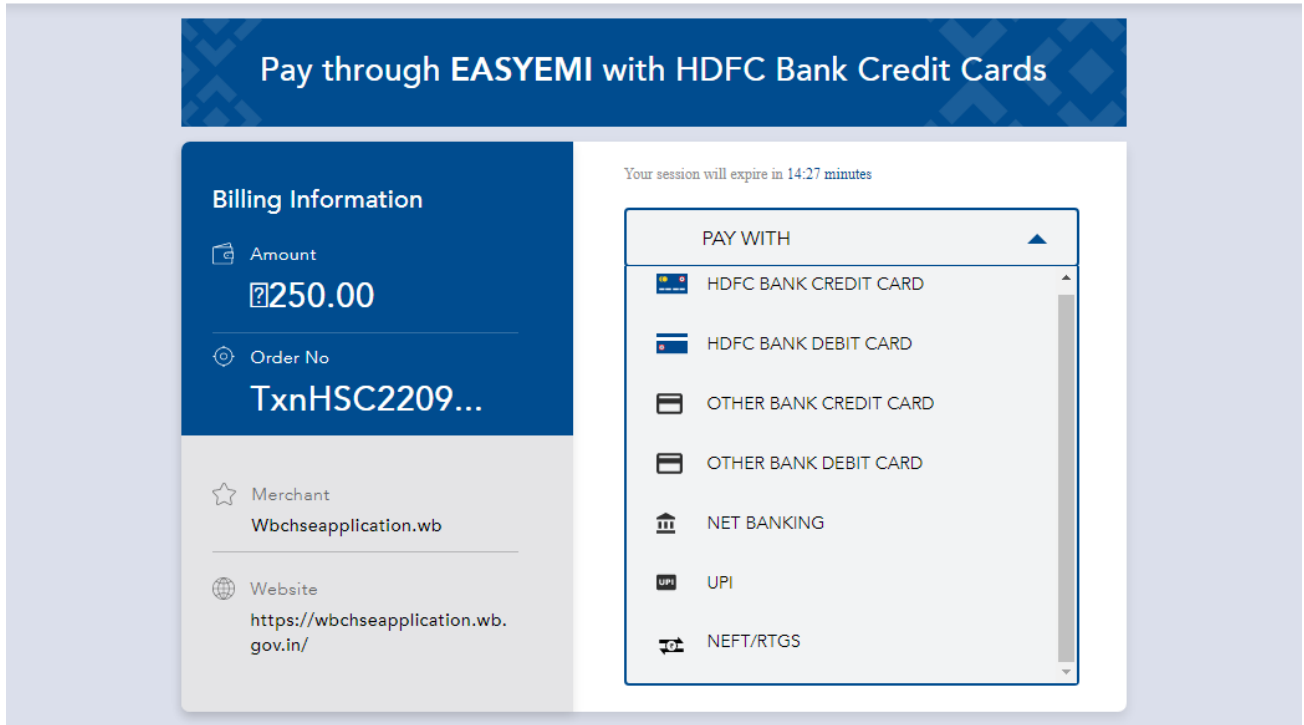 Pay through EASYEMI with HDFC Bank Credit Cards
Billing Information
Amount
250.00
Order No
TxnHSC2209...
Merchant
Wbchseapplication.wb
Website
https://wbchseapplication.wb.
gov.in/
Your session will expire in 14:27 minutes
PAY WITH
HDFC BANK CREDIT CARD
HDFC BANK DEBIT CARD
OTHER BANK CREDIT CARD
OTHER BANK DEBIT CARD
NET BANKING
UPI
UPI
NEFT/RTGS